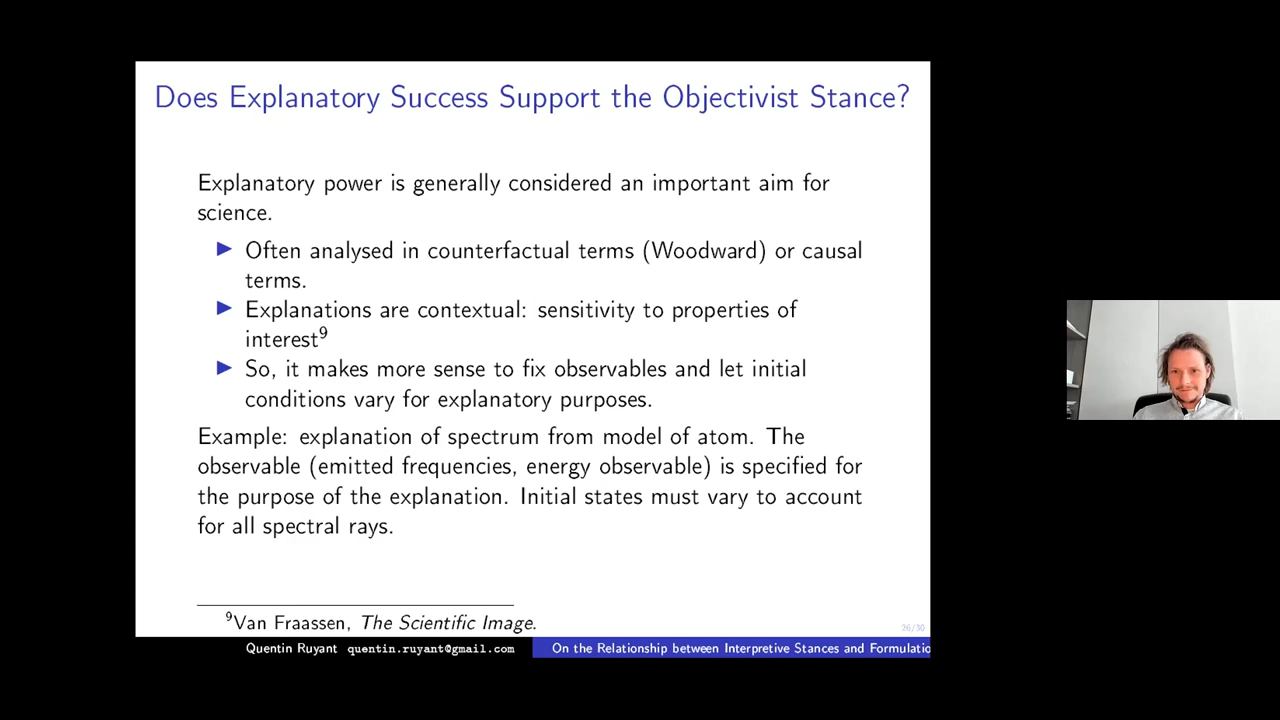 Does Explanatory Success Support the Objectivist Stance?
Explanatory power is generally considered an important aim for
science.
Often analysed in counterfactual terms (Woodward) or causal
terms.
Explanations are contextual: sensitivity to properties of
interest⁹
So, it makes more sense to fix observables and let initial
conditions vary for explanatory purposes.
Example: explanation of spectrum from model of atom. The
observable (emitted frequencies, energy observable) is specified for
the purpose of the explanation. Initial states must vary to account
for all spectral rays.
⁹Van Fraassen, The Scientific Image.
26/30
Quentin Ruyant quentin.ruyant@gmail.com On the Relationship between Interpretive Stances and Formulatio